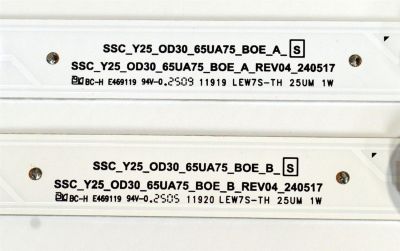 SSC_Y25_OD30_65UA75_BOE_A_ S
SSC_Y25_OD30_65UA75_BOE_A_REV04_240517
BC-H E469119 94V-0 2509 11919 LEW7S-TH 25UM 1W
SSC_Y25_OD30_65UA75_BOE_B_ S
SSC_Y25_OD30_65UA75_BOE_B_REV04_240517
BC-H E469119 94V-0 2505 11920 LEW7S-TH 25UM 1W